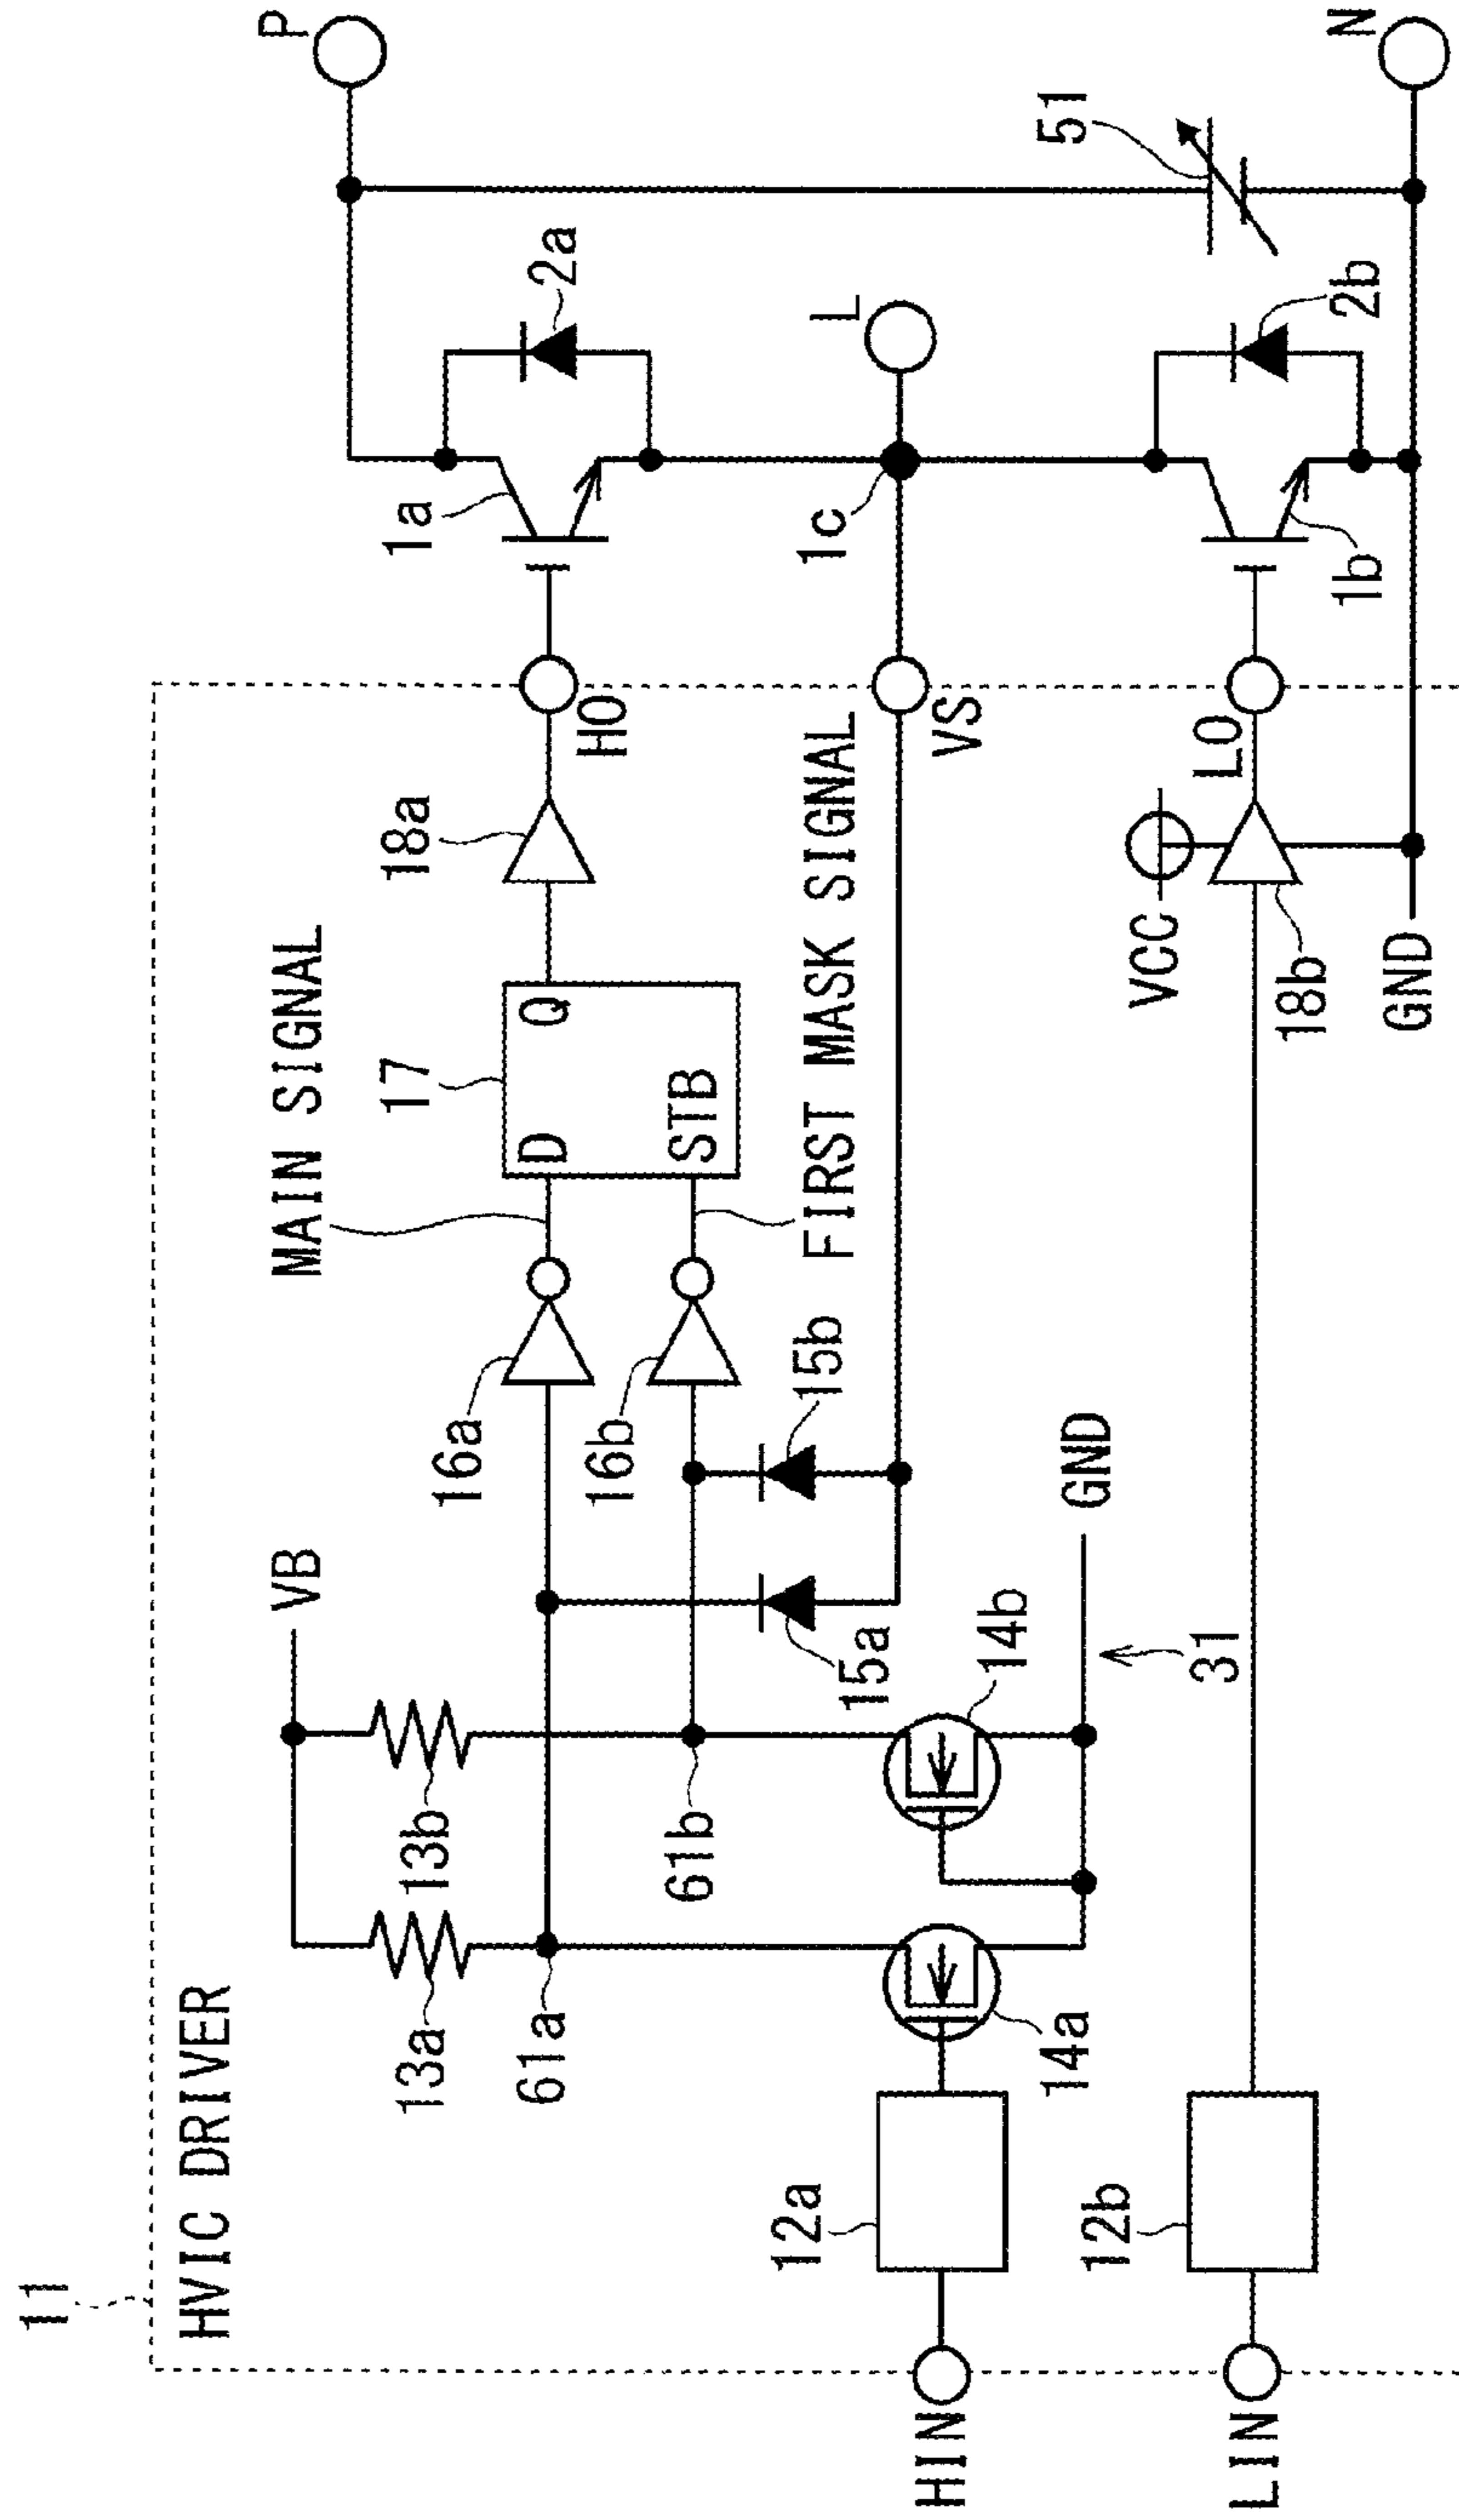 11
HVIC DRIVER
VB
MAIN SIGNAL
P
13a
13b
16a
17
18a
1a
2a
61a
61b
16b
D
Q
STB
HO
15a
15b
FIRST MASK SIGNAL
VS
1c
L
12a
HIN
14a
14b
GND
31
51
12b
LIN
VCC
LO
18b
GND
1b
2b
N